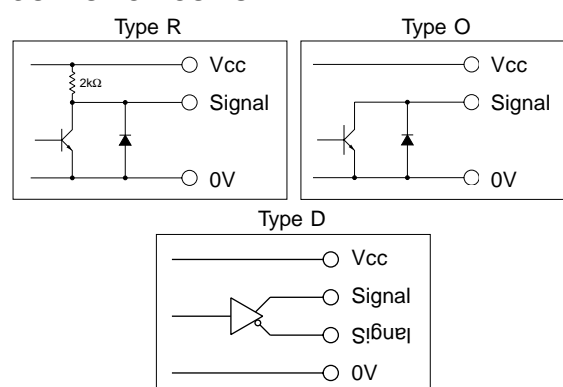 Type R
Vcc
2kΩ
Signal
0V
Type O
Vcc
Signal
0V
Type D
Vcc
Signal
Signal
0V